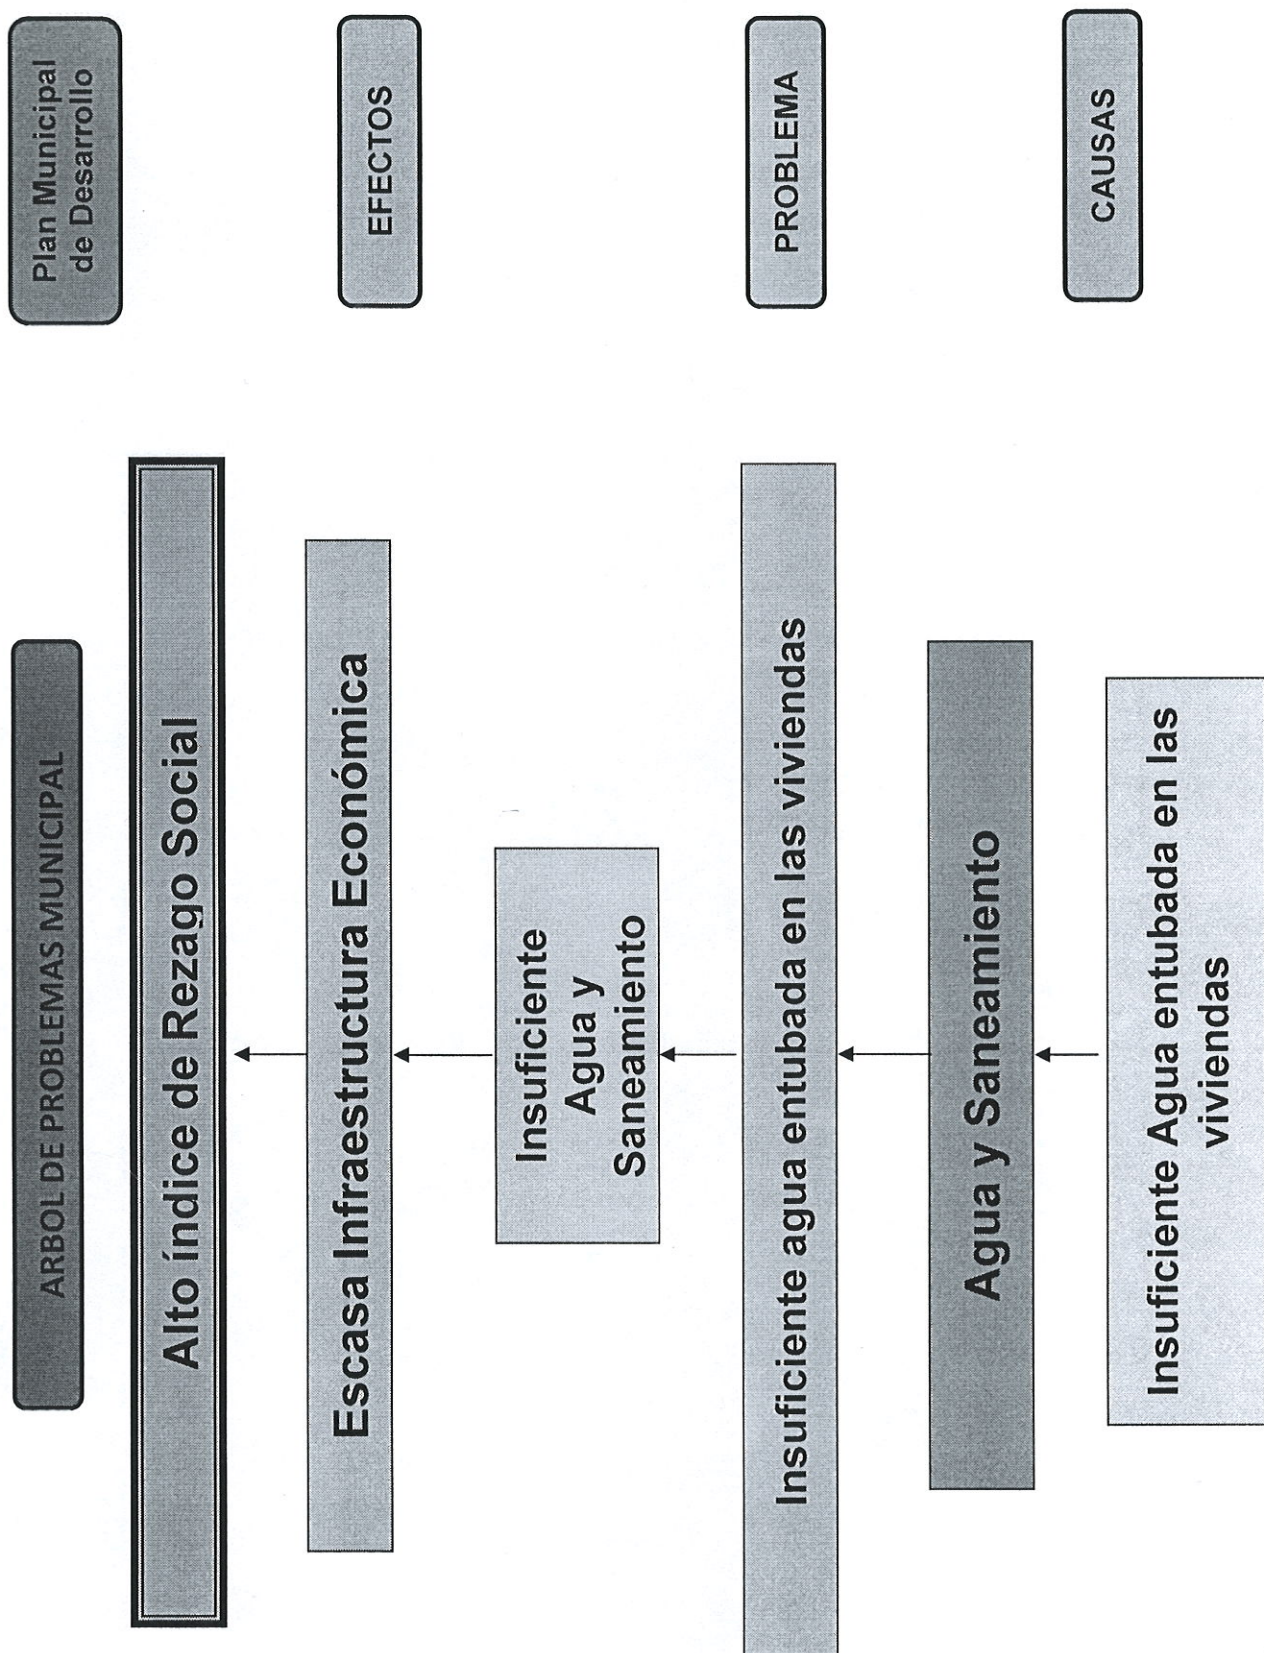 ARBOL DE PROBLEMAS MUNICIPAL
Plan Municipal
de Desarrollo
Alto índice de Rezago Social
Escasa Infraestructura Económica
EFECTOS
Insuficiente
Agua y
Saneamiento
Insuficiente agua entubada en las viviendas
PROBLEMA
Agua y Saneamiento
CAUSAS
Insuficiente Agua entubada en las
viviendas